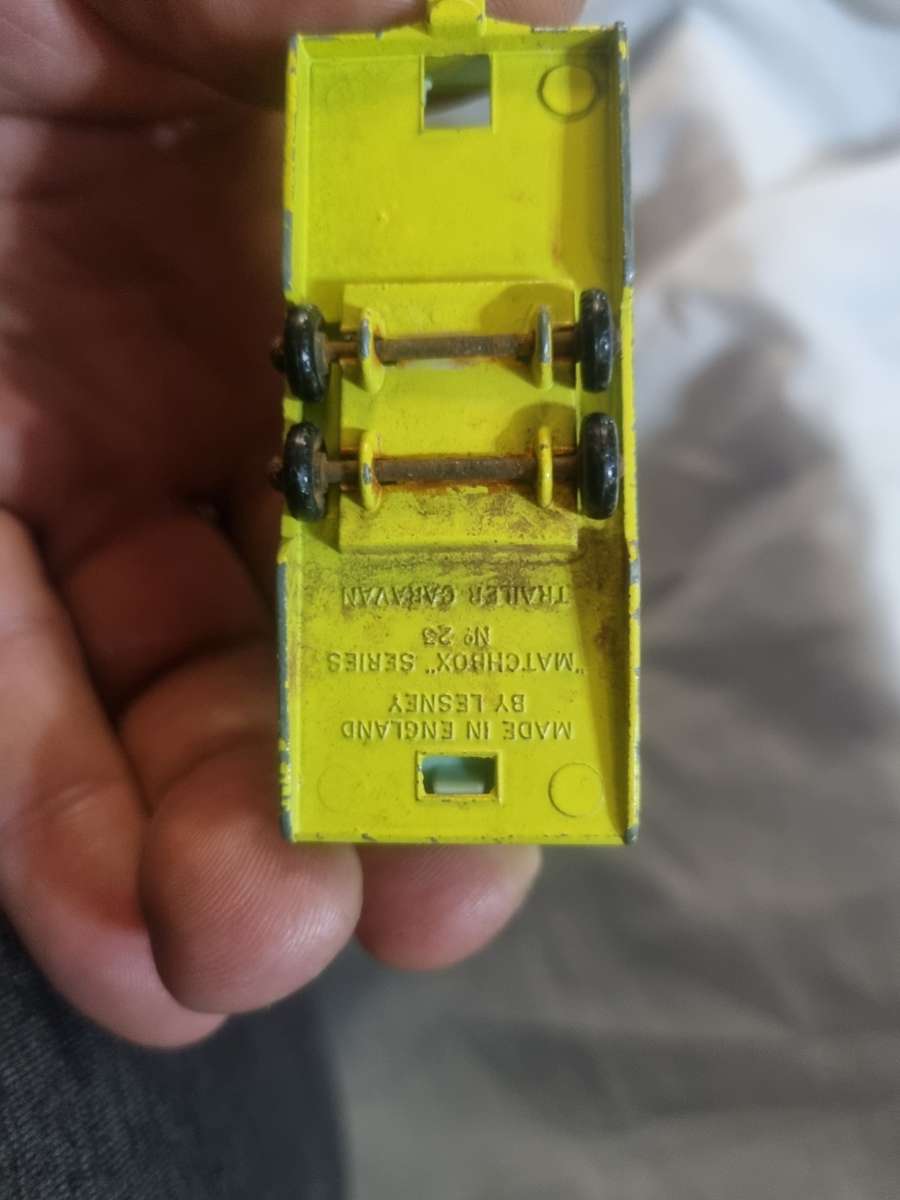 TRAILER CARAVAN
Nº 23
"MATCHBOX" SERIES
BY LESNEY
MADE IN ENGLAND